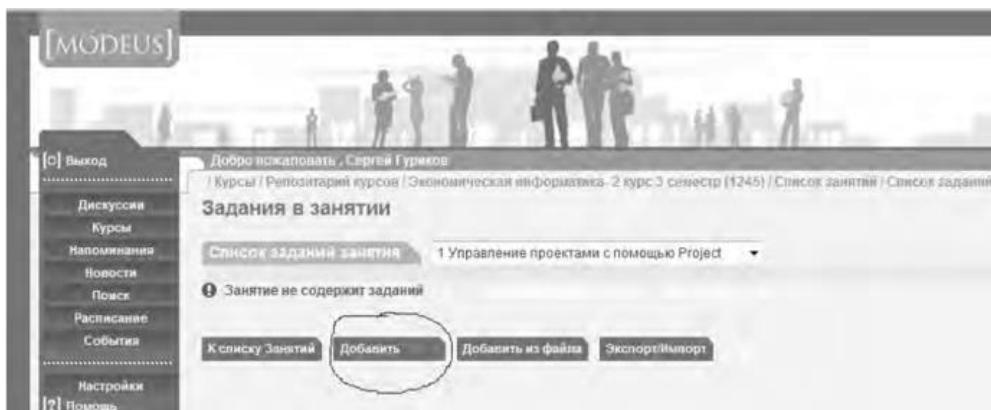 [MODEUS]
[O] Выход
Добро пожаловать , Сергей Гуриков
/ Курсы / Репозитарий курсов / Экономическая информатика- 2 курс 3 семестр (1245) / Список занятий / Список заданий
Дискуссии
Курсы
Напоминания
Новости
Поиск
Расписание
События
Настройки
[?] Помощь
Задания в занятии
Список заданий занятия
1 Управление проектами с помощью Project
Занятие не содержит заданий
К списку Занятий Добавить Добавить из файла Экспорт/Импорт